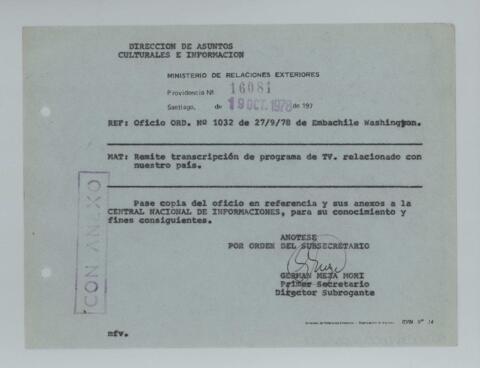 DIRECCION DE ASUNTOS
CULTURALES E INFORMACION
MINISTERIO DE RELACIONES EXTERIORES
Providencia Nº 16081
Santiago, de 19 OCT. 1978 de 197
REF: Oficio ORD. Nº 1032 de 27/9/78 de Embachile Washington.
MAT: Remite transcripción de programa de TV. relacionado con
nuestro país.
CON ANEXO
Pase copia del oficio en referencia y sus anexos a la
CENTRAL NACIONAL DE INFORMACIONES, para su conocimiento y
fines consiguientes.
ANOTESE
POR ORDEN DEL SUBSECRETARIO
GERMAN MEZA MORI
Primer Secretario
Director Subrogante
mfv.